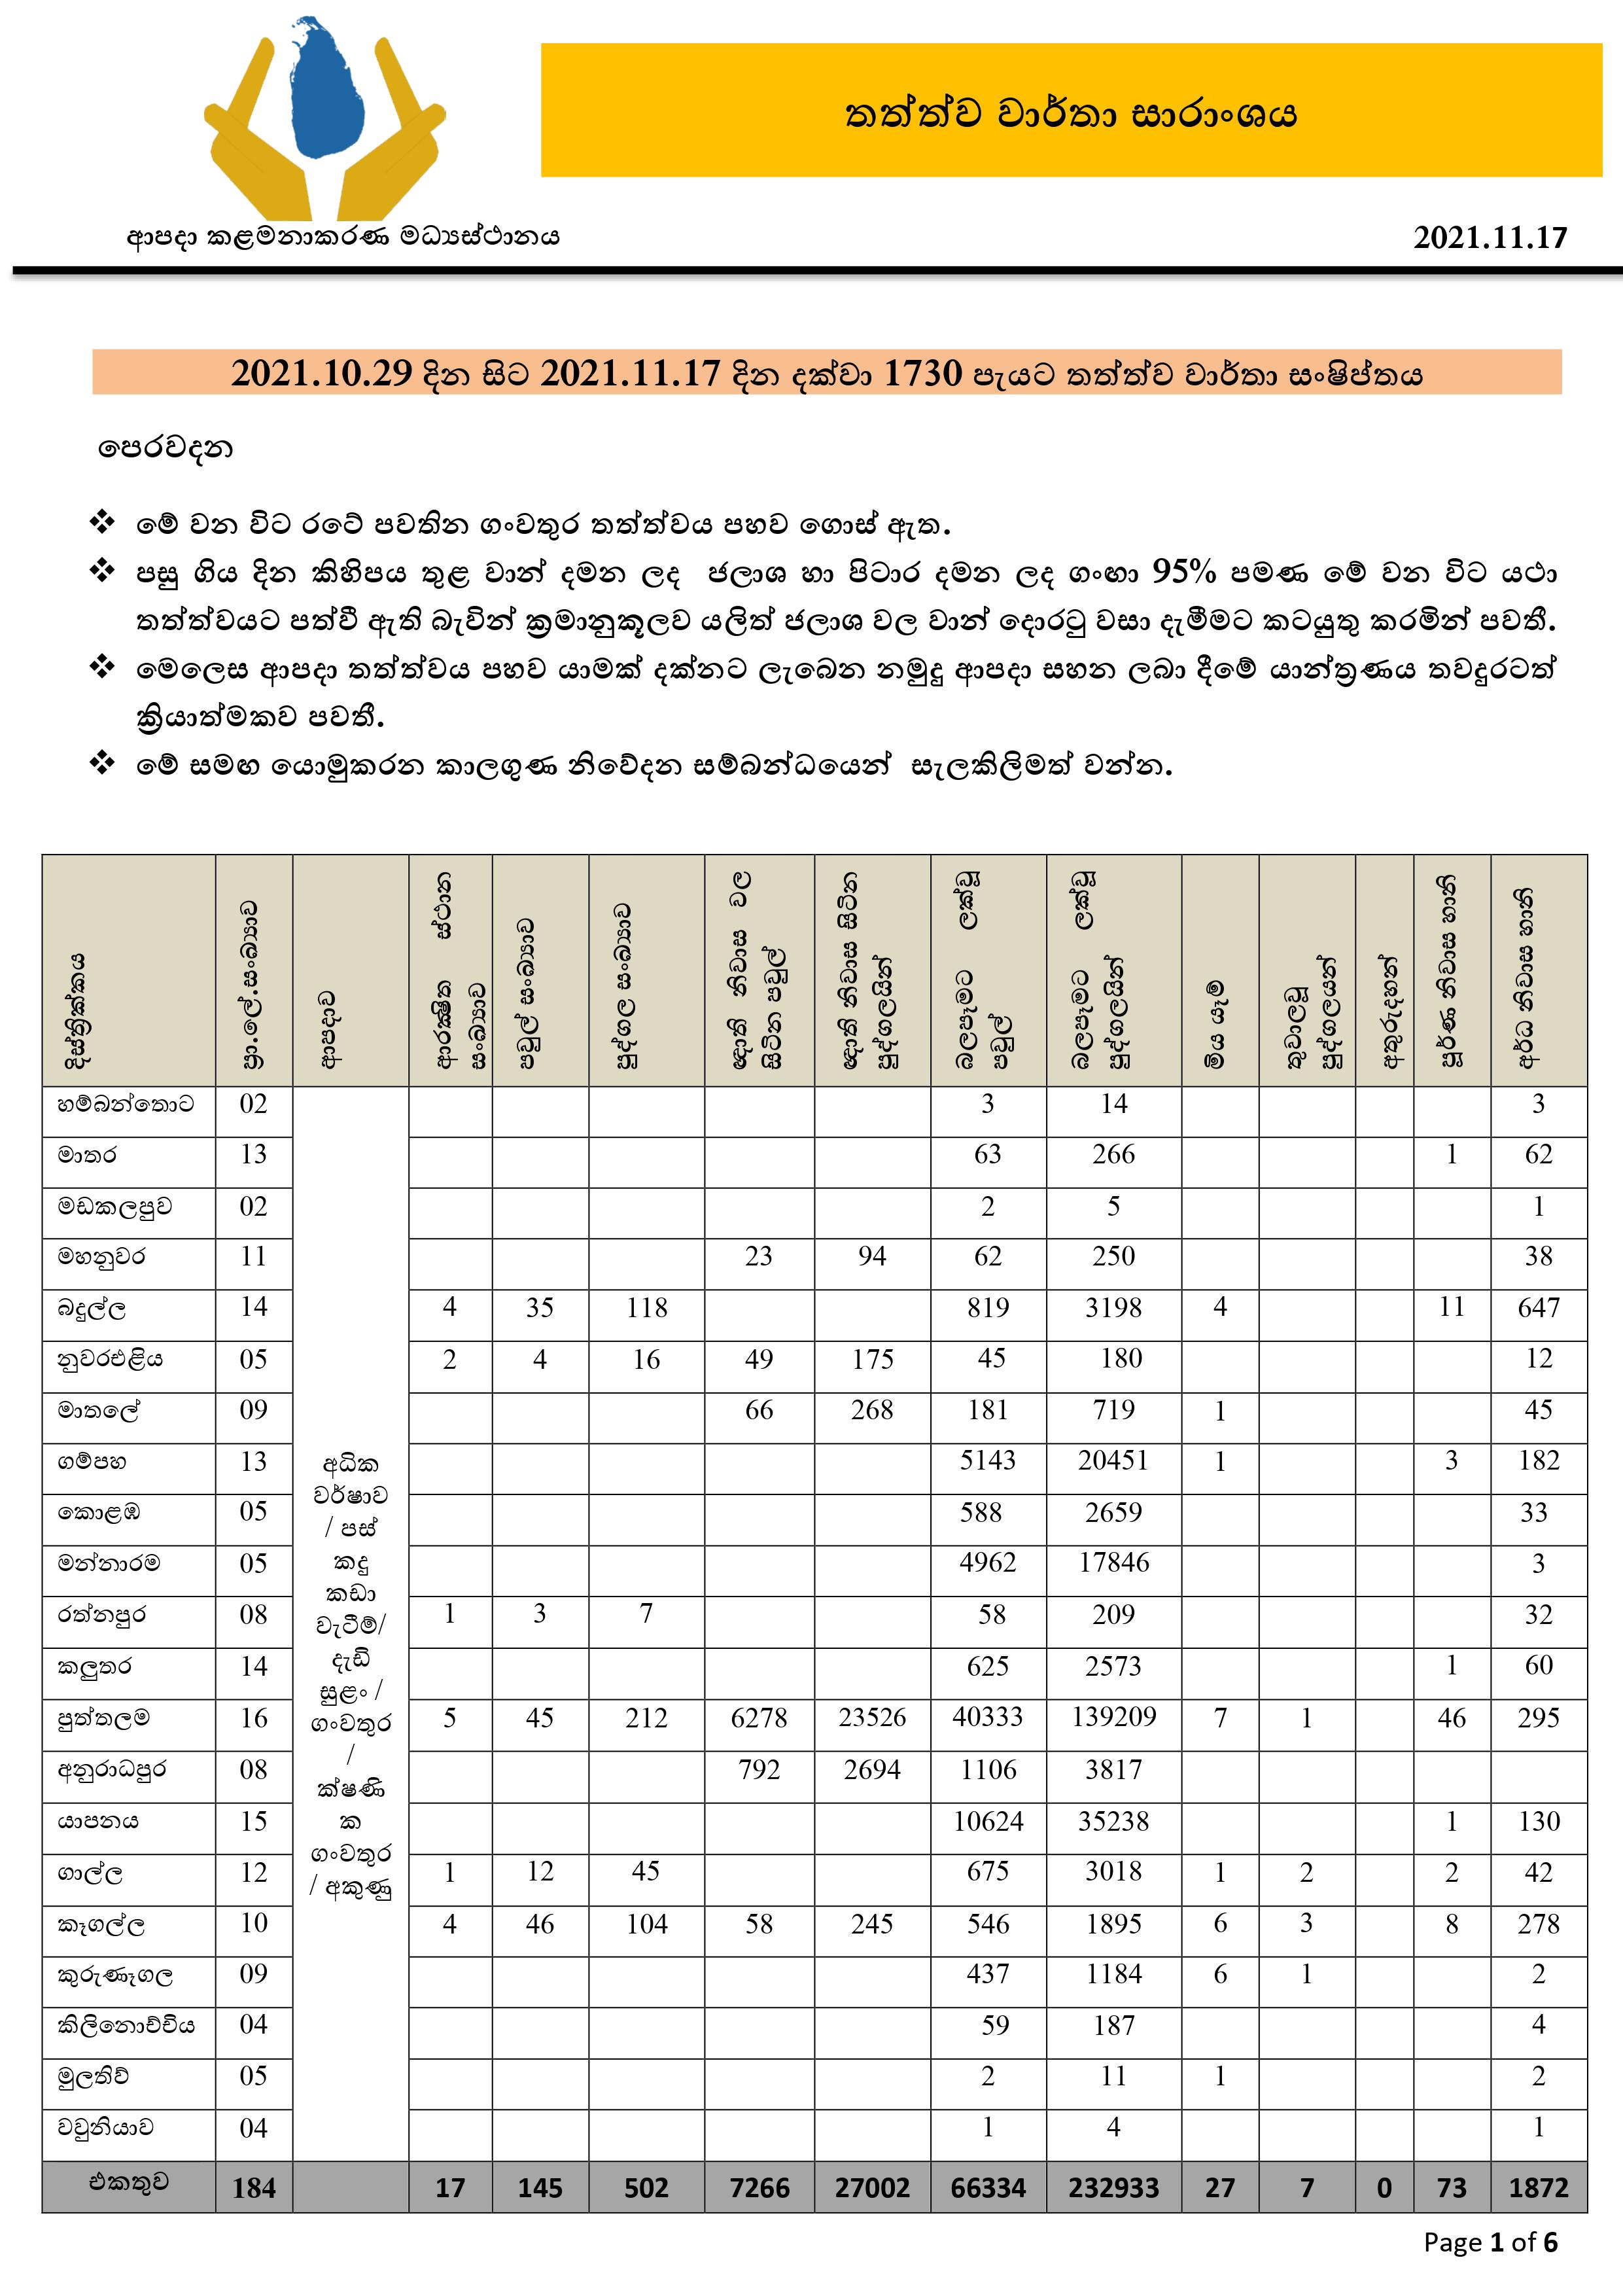 තත්ත්ව වාර්තා සාරාංශය
ආපදා කළමනාකරණ මධ්‍යස්ථානය
2021.11.17
2021.10.29 දින සිට 2021.11.17 දින දක්වා 1730 පැයට තත්ත්ව වාර්තා සංෂිප්තය
පෙරවදන
❖ මේ වන විට රටේ පවතින ගංවතුර තත්ත්වය පහව ගොස් ඇත.
❖ පසු ගිය දින කිහිපය තුළ වාන් දමන ලද ජලාශ හා පිටාර දමන ලද ගංඟා 95% පමණ මේ වන විට යථා
තත්ත්වයට පත්වී ඇති බැවින් ක්‍රමානුකූලව යලිත් ජලාශ වල වාන් දොරටු වසා දැමීමට කටයුතු කරමින් පවතී.
❖ මෙලෙස ආපදා තත්ත්වය පහව යාමක් දක්නට ලැබෙන නමුදු ආපදා සහන ලබා දීමේ යාන්ත්‍රණය තවදුරටත්
ක්‍රියාත්මකව පවතී.
❖ මේ සමඟ යොමුකරන කාලගුණ නිවේදන සම්බන්ධයෙන් සැලකිලිමත් වන්න.
දිස්ත්‍රික්කය
ප්‍රා.ලේ.සංඛ්‍යාව
ආපදාව
ආරක්ෂිත ස්ථාන
සංඛ්‍යාව
පවුල් සංඛ්‍යාව
පුද්ගල සංඛ්‍යාව
ඥාති නිවාස වල
සිටින පවුල්
ඥාති නිවාස සිටින
පුද්ගලයින්
බලපෑමට ලක්වූ
පවුල්
බලපෑමට ලක්වූ
පුද්ගලයින්
මිය යෑම්
තුවාලවූ
පුද්ගලයන්
අතුරුදහන්
පූර්ණ නිවාස හානි
අර්ධ නිවාස හානි
හම්බන්තොට 02 3 14 3
මාතර 13 63 266 1 62
මඩකලපුව 02 2 5 1
මහනුවර 11 23 94 62 250 38
බදුල්ල 14 4 35 118 819 3198 4 11 647
නුවරඑළිය 05 2 4 16 49 175 45 180 12
මාතලේ 09 66 268 181 719 1 45
ගම්පහ 13 5143 20451 1 3 182
කොළඹ 05 588 2659 33
මන්නාරම 05 4962 17846 3
රත්නපුර 08 1 3 7 58 209 32
කලුතර 14 625 2573 1 60
පුත්තලම 16 5 45 212 6278 23526 40333 139209 7 1 46 295
අනුරාධපුර 08 792 2694 1106 3817
යාපනය 15 10624 35238 1 130
ගාල්ල 12 1 12 45 675 3018 1 2 2 42
කෑගල්ල 10 4 46 104 58 245 546 1895 6 3 8 278
කුරුණෑගල 09 437 1184 6 1 2
කිලිනොච්චිය 04 59 187 4
මුලතිව් 05 2 11 1 2
වවුනියාව 04 1 4 1
අධික
වර්ෂාව
/ පස්
කදු
කඩා
වැටීම්/
දැඩි
සුළං /
ගංවතුර
/
ක්ෂණි
ක
ගංවතුර
/ අකුණු
එකතුව 184 17 145 502 7266 27002 66334 232933 27 7 0 73 1872
Page 1 of 6